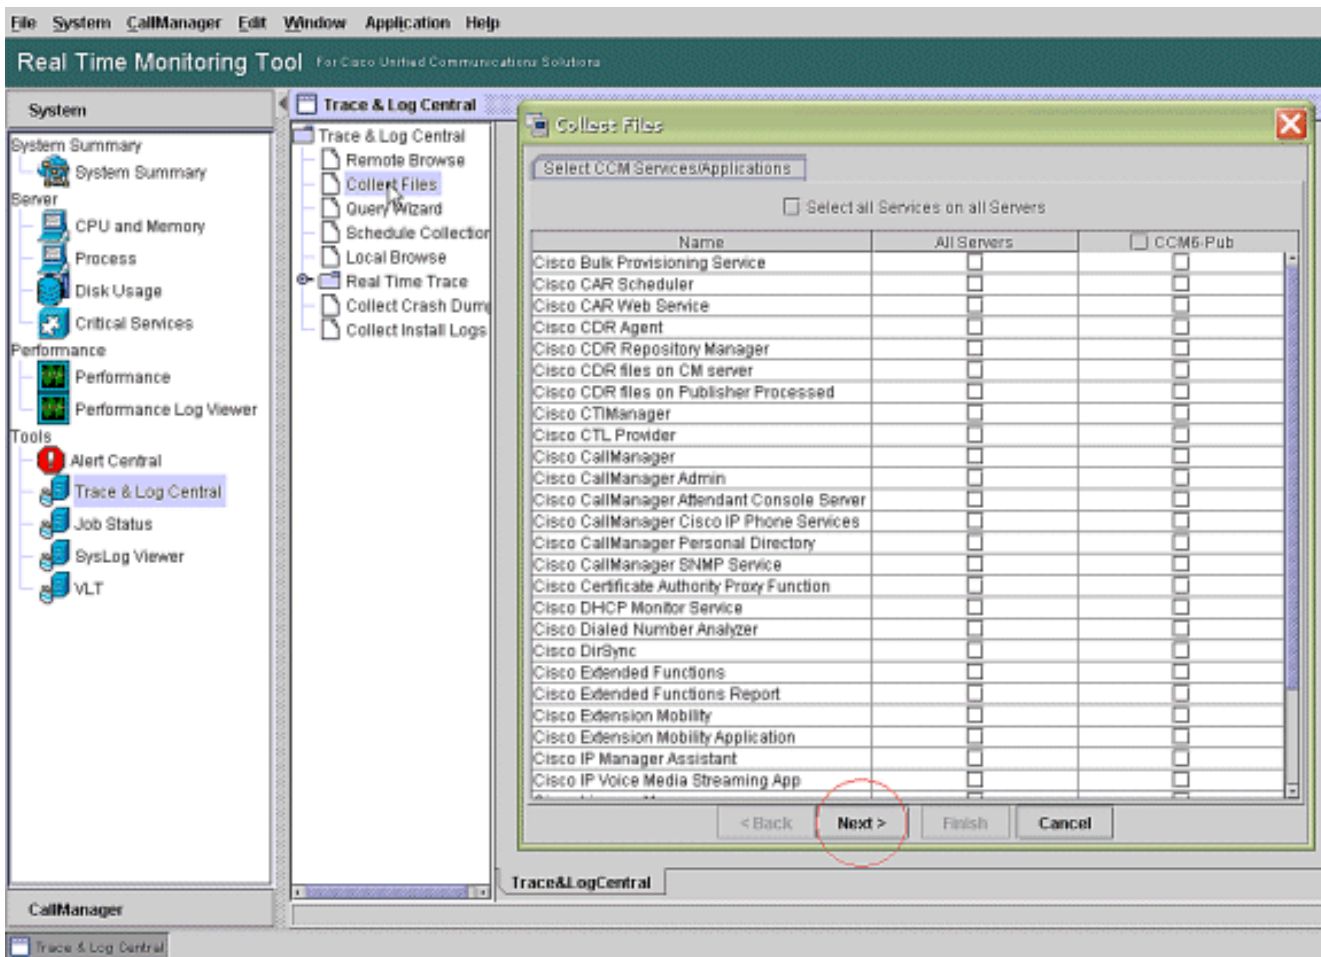 File System CallManager Edit Window Application Help
Real Time Monitoring Tool For Cisco Unified Communications Solutions
System
System Summary
System Summary
Server
CPU and Memory
Process
Disk Usage
Critical Services
Performance
Performance
Performance Log Viewer
Tools
Alert Central
Trace & Log Central
Job Status
SysLog Viewer
VLT
CallManager
Trace & Log Central
Trace & Log Central
Remote Browse
Collect Files
Query Wizard
Schedule Collection
Local Browse
Real Time Trace
Collect Crash Dump
Collect Install Logs
Collect Files
Select CCM Services/Applications
Select all Services on all Servers
Name All Servers CCM6-Pub
Cisco Bulk Provisioning Service
Cisco CAR Scheduler
Cisco CAR Web Service
Cisco CDR Agent
Cisco CDR Repository Manager
Cisco CDR files on CM server
Cisco CDR files on Publisher Processed
Cisco CTIManager
Cisco CTL Provider
Cisco CallManager
Cisco CallManager Admin
Cisco CallManager Attendant Console Server
Cisco CallManager Cisco IP Phone Services
Cisco CallManager Personal Directory
Cisco CallManager SNMP Service
Cisco Certificate Authority Proxy Function
Cisco DHCP Monitor Service
Cisco Dialed Number Analyzer
Cisco DirSync
Cisco Extended Functions
Cisco Extended Functions Report
Cisco Extension Mobility
Cisco Extension Mobility Application
Cisco IP Manager Assistant
Cisco IP Voice Media Streaming App
< Back Next > Finish Cancel
Trace&LogCentral
Trace & Log Central